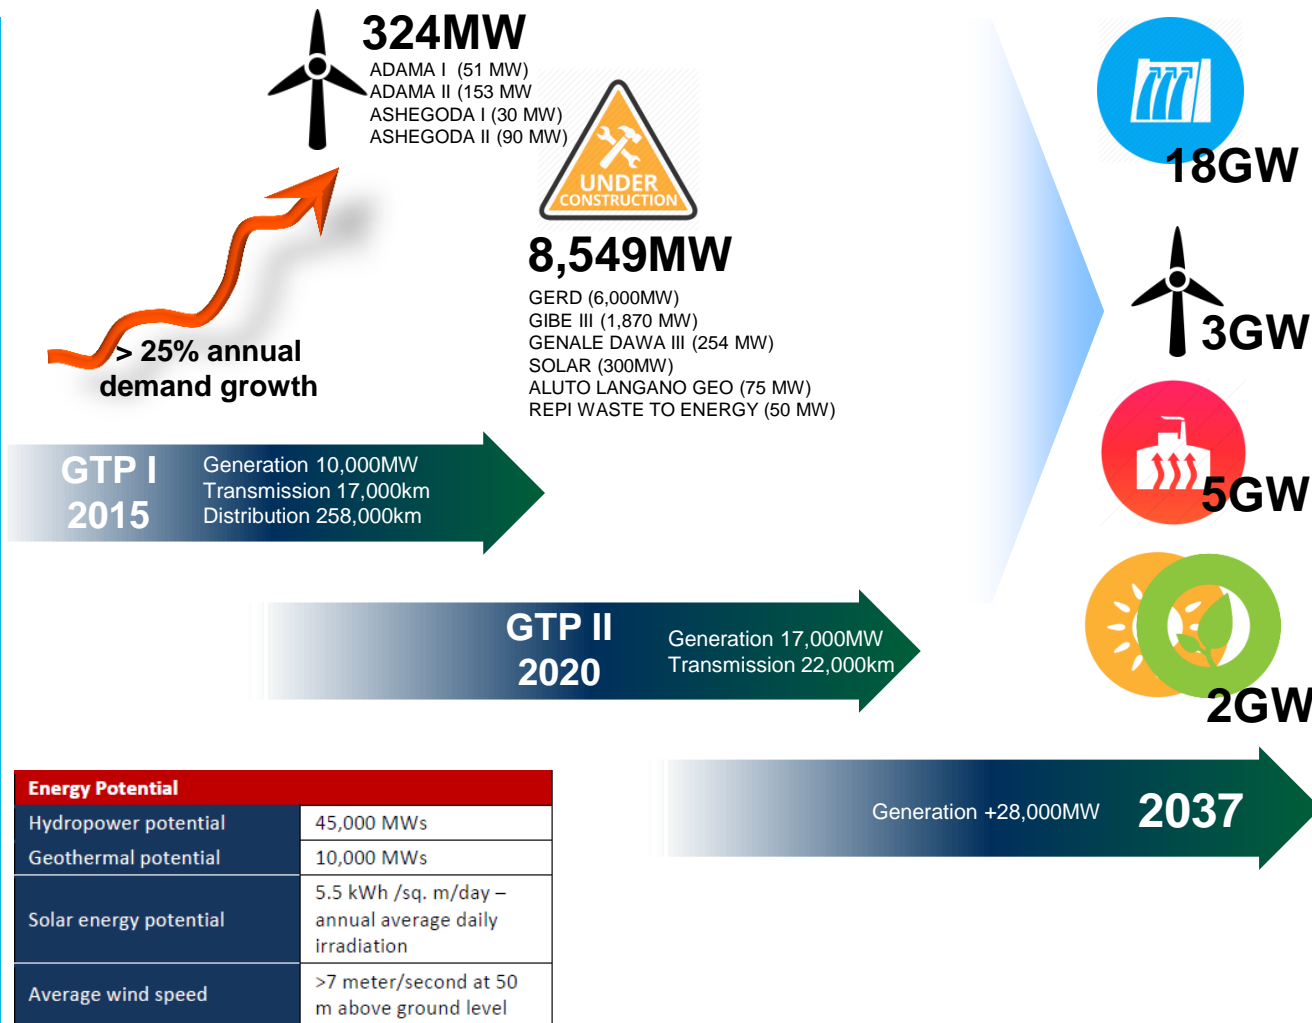 324MW
ADAMA I  (51 MW)
ADAMA II (153 MW
ASHEGODA I (30 MW)
ASHEGODA II (90 MW)
UNDER
CONSTRUCTION
8,549MW
GERD (6,000MW)
GIBE III (1,870 MW)
GENALE DAWA III (254 MW)
SOLAR (300MW)
ALUTO LANGANO GEO (75 MW)
REPI WASTE TO ENERGY (50 MW)
> 25% annual
demand growth
18GW
3GW
5GW
2GW
GTP I
2015
Generation 10,000MW
Transmission 17,000km
Distribution 258,000km
GTP II
2020
Generation 17,000MW
Transmission 22,000km
Generation +28,000MW
2037
Energy Potential
Hydropower potential
45,000 MWs
Geothermal potential
10,000 MWs
Solar energy potential
5.5 kWh /sq. m/day –
annual average daily
irradiation
Average wind speed
>7 meter/second at 50
m above ground level